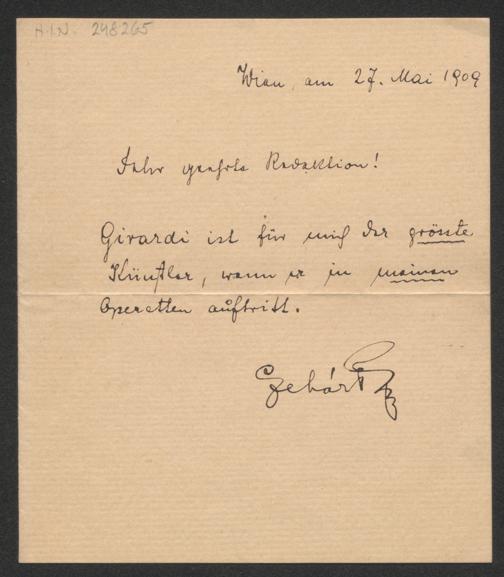 H.I.N. 248265
Wien, am 27. Mai 1909
Sehr geehrte Redaktion!
Girardi ist für mich der grösste
Künstler, wenn er in meinen
Operetten auftritt.
Lehár F